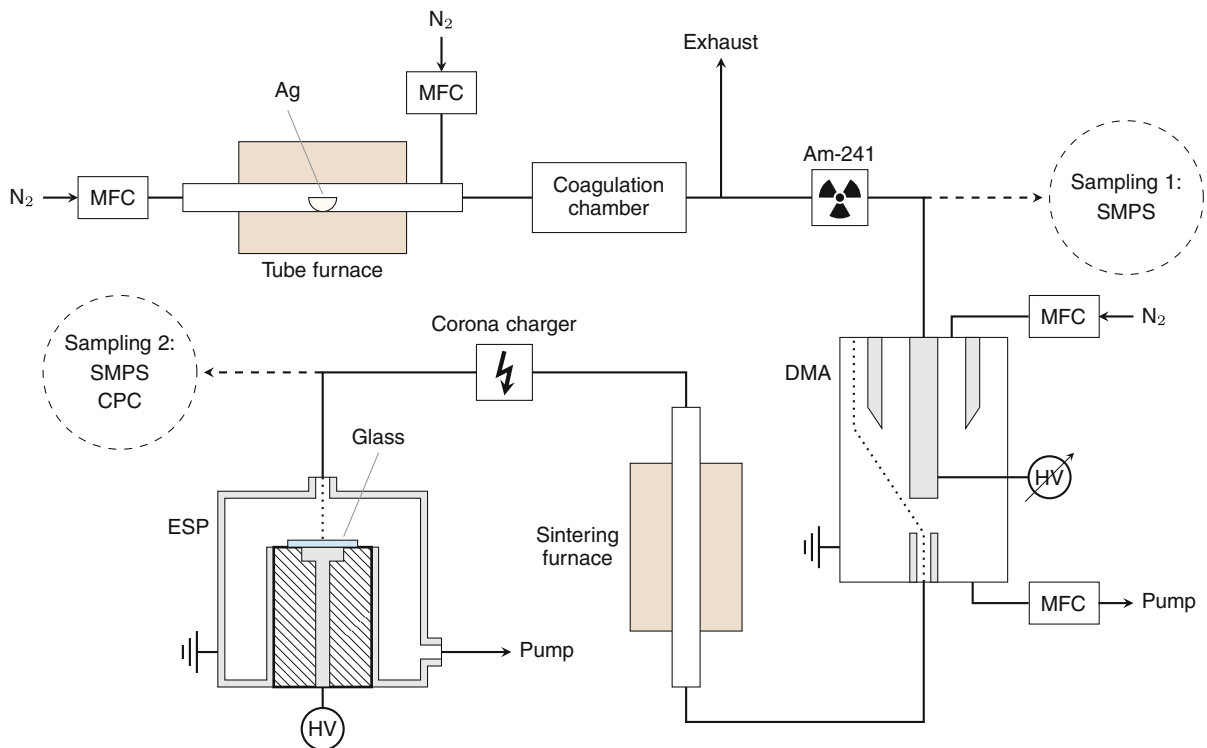 N₂
MFC
Ag
Exhaust
N₂
MFC
Tube furnace
Coagulation
chamber
Am-241
Sampling 1:
SMPS
Sampling 2:
SMPS
CPC
Corona charger
MFC
N₂
DMA
Glass
HV
ESP
Sintering
furnace
MFC
Pump
Pump
HV